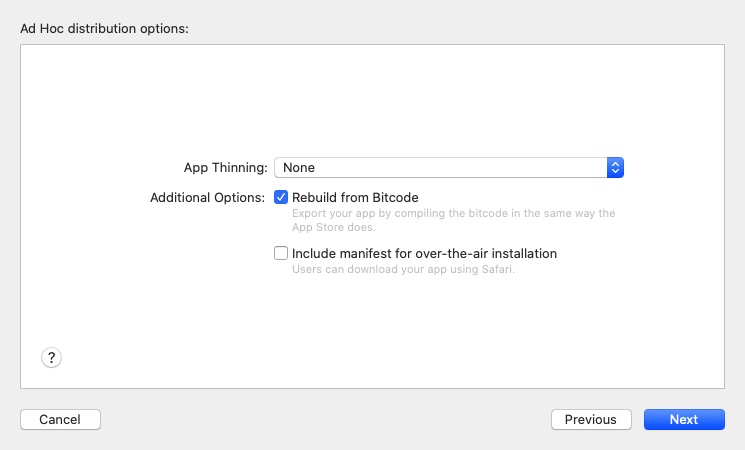 Ad Hoc distribution options:
App Thinning: None
Additional Options: Rebuild from Bitcode
Export your app by compiling the bitcode in the same way the
App Store does.
Include manifest for over-the-air installation
Users can download your app using Safari.
?
Cancel Previous Next